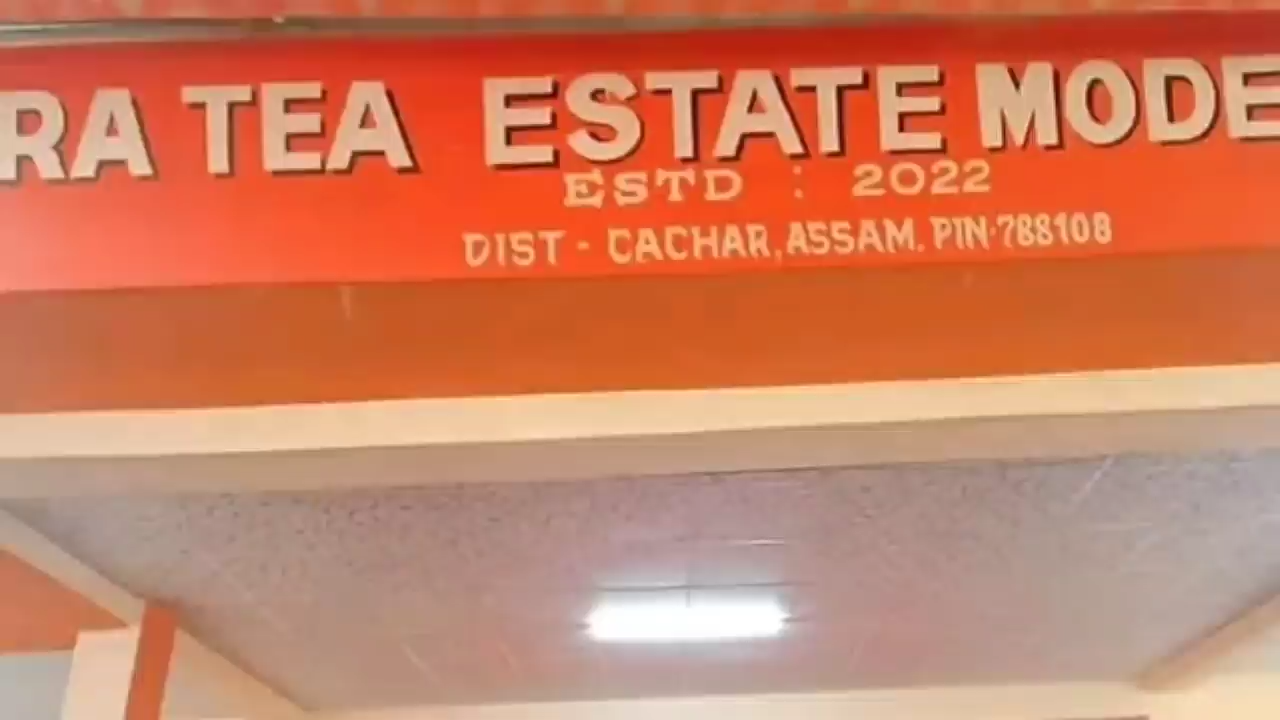 RA TEA ESTATE MODE
ESTD : 2022
DIST - CACHAR, ASSAM. PIN-788108